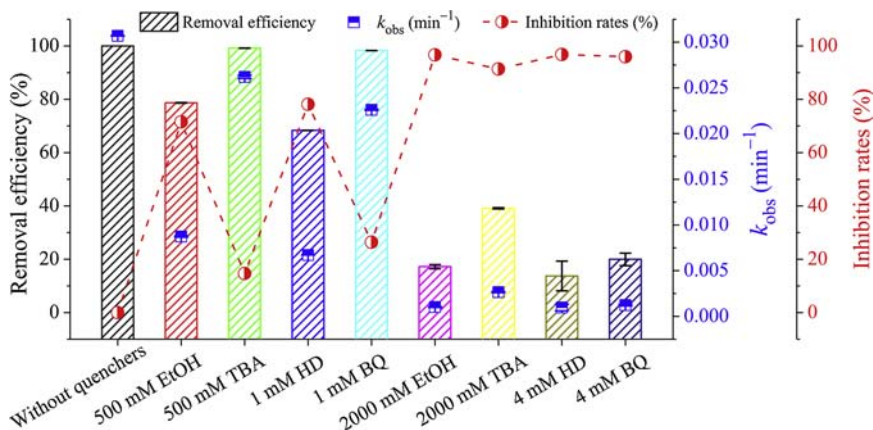 Removal efficiency
k_obs (min⁻¹)
Inhibition rates (%)
Removal efficiency (%)
100
80
60
40
20
0
0.030
0.025
0.020
0.015
0.010
0.005
0.000
k_obs (min⁻¹)
100
80
60
40
20
0
Inhibition rates (%)
Without quenchers
500 mM EtOH
500 mM TBA
1 mM HD
1 mM BQ
2000 mM EtOH
2000 mM TBA
4 mM HD
4 mM BQ